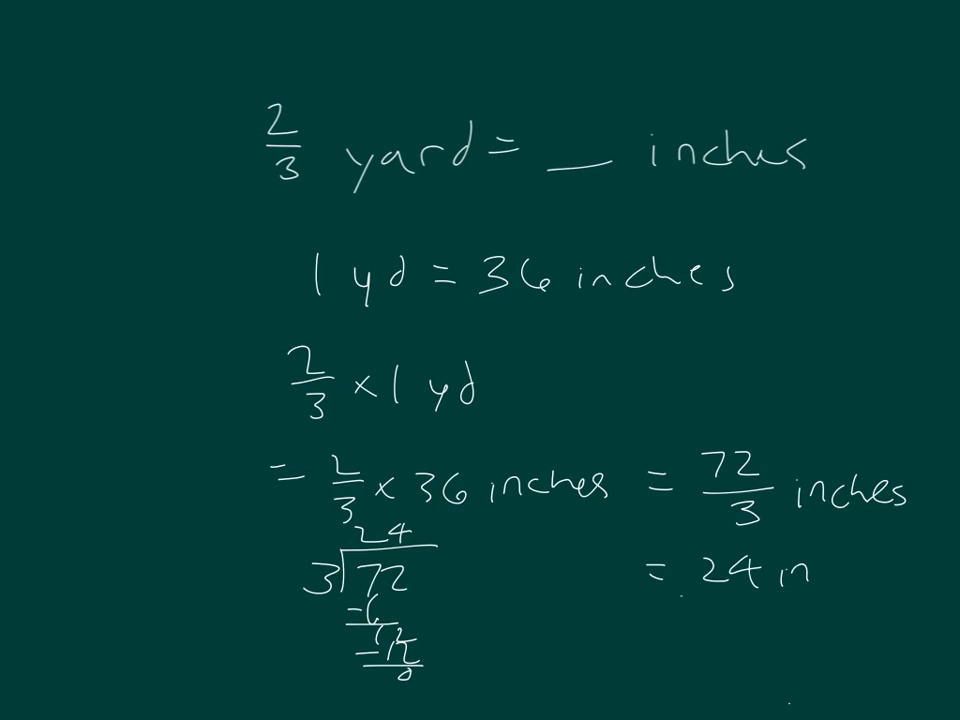 2/3 yard = __ inches
1 yd = 36 inches
2/3 × 1 yd
= 2/3 × 36 inches = 72/3 inches
= 24 in
24
3)72
-6
12
-12
0